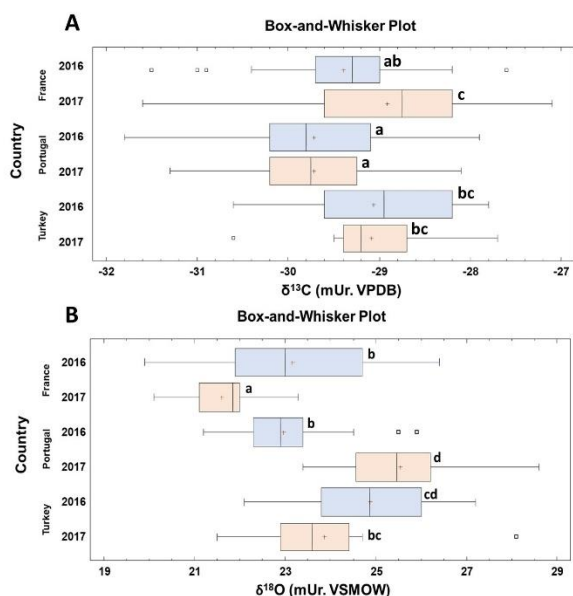 A
Box-and-Whisker Plot
Country
France
Portugal
Turkey
2016
ab
2017
c
2016
a
2017
a
2016
bc
2017
bc
-32 -31 -30 -29 -28 -27
δ¹³C (mUr. VPDB)
B
Box-and-Whisker Plot
Country
France
Portugal
Turkey
2016
b
2017
a
2016
b
2017
d
2016
cd
2017
bc
19 21 23 25 27 29
δ¹⁸O (mUr. VSMOW)